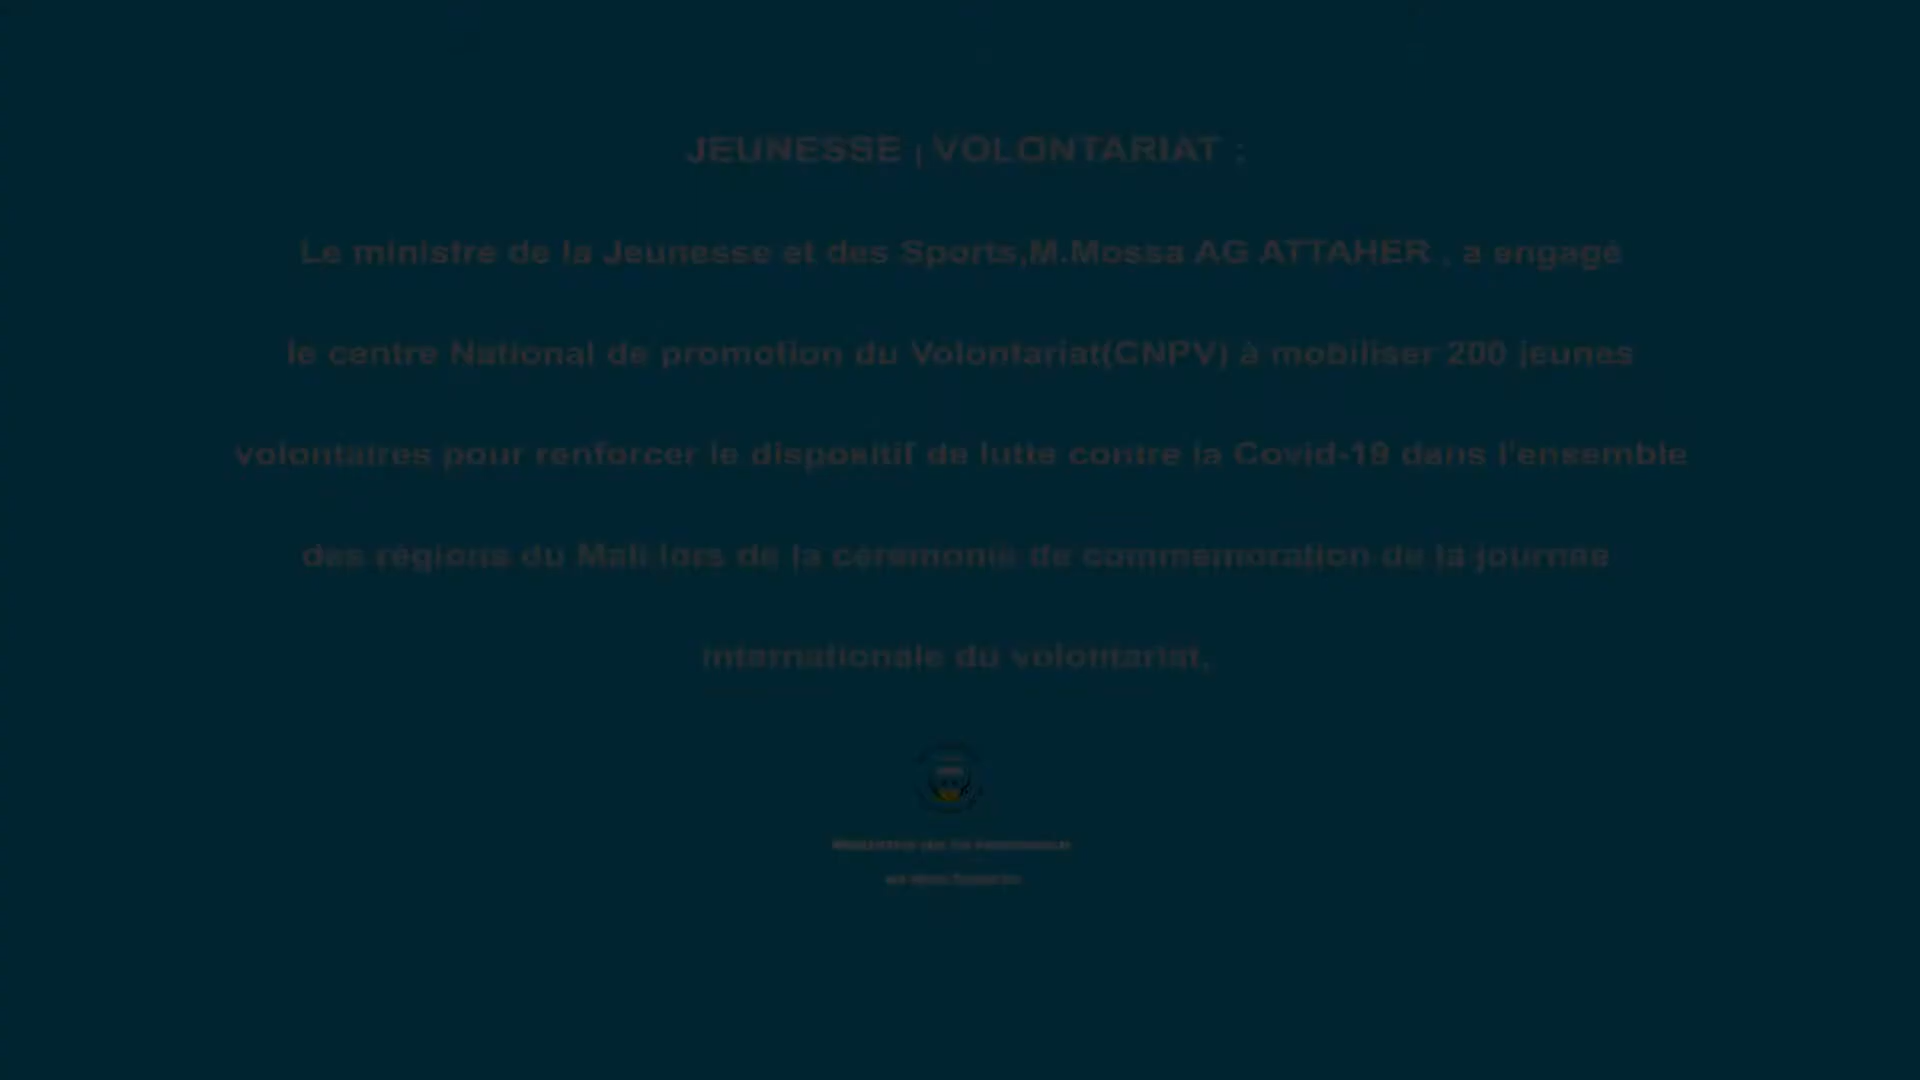 JEUNESSE | VOLONTARIAT :
Le ministre de la Jeunesse et des Sports,M.Mossa AG ATTAHER , a engagé
le centre National de promotion du Volontariat(CNPV) à mobiliser 200 jeunes
volontaires pour renforcer le dispositif de lutte contre la Covid-19 dans l'ensemble
des régions du Mali lors de la cérémonie de commémoration de la journée
internationale du volontariat.